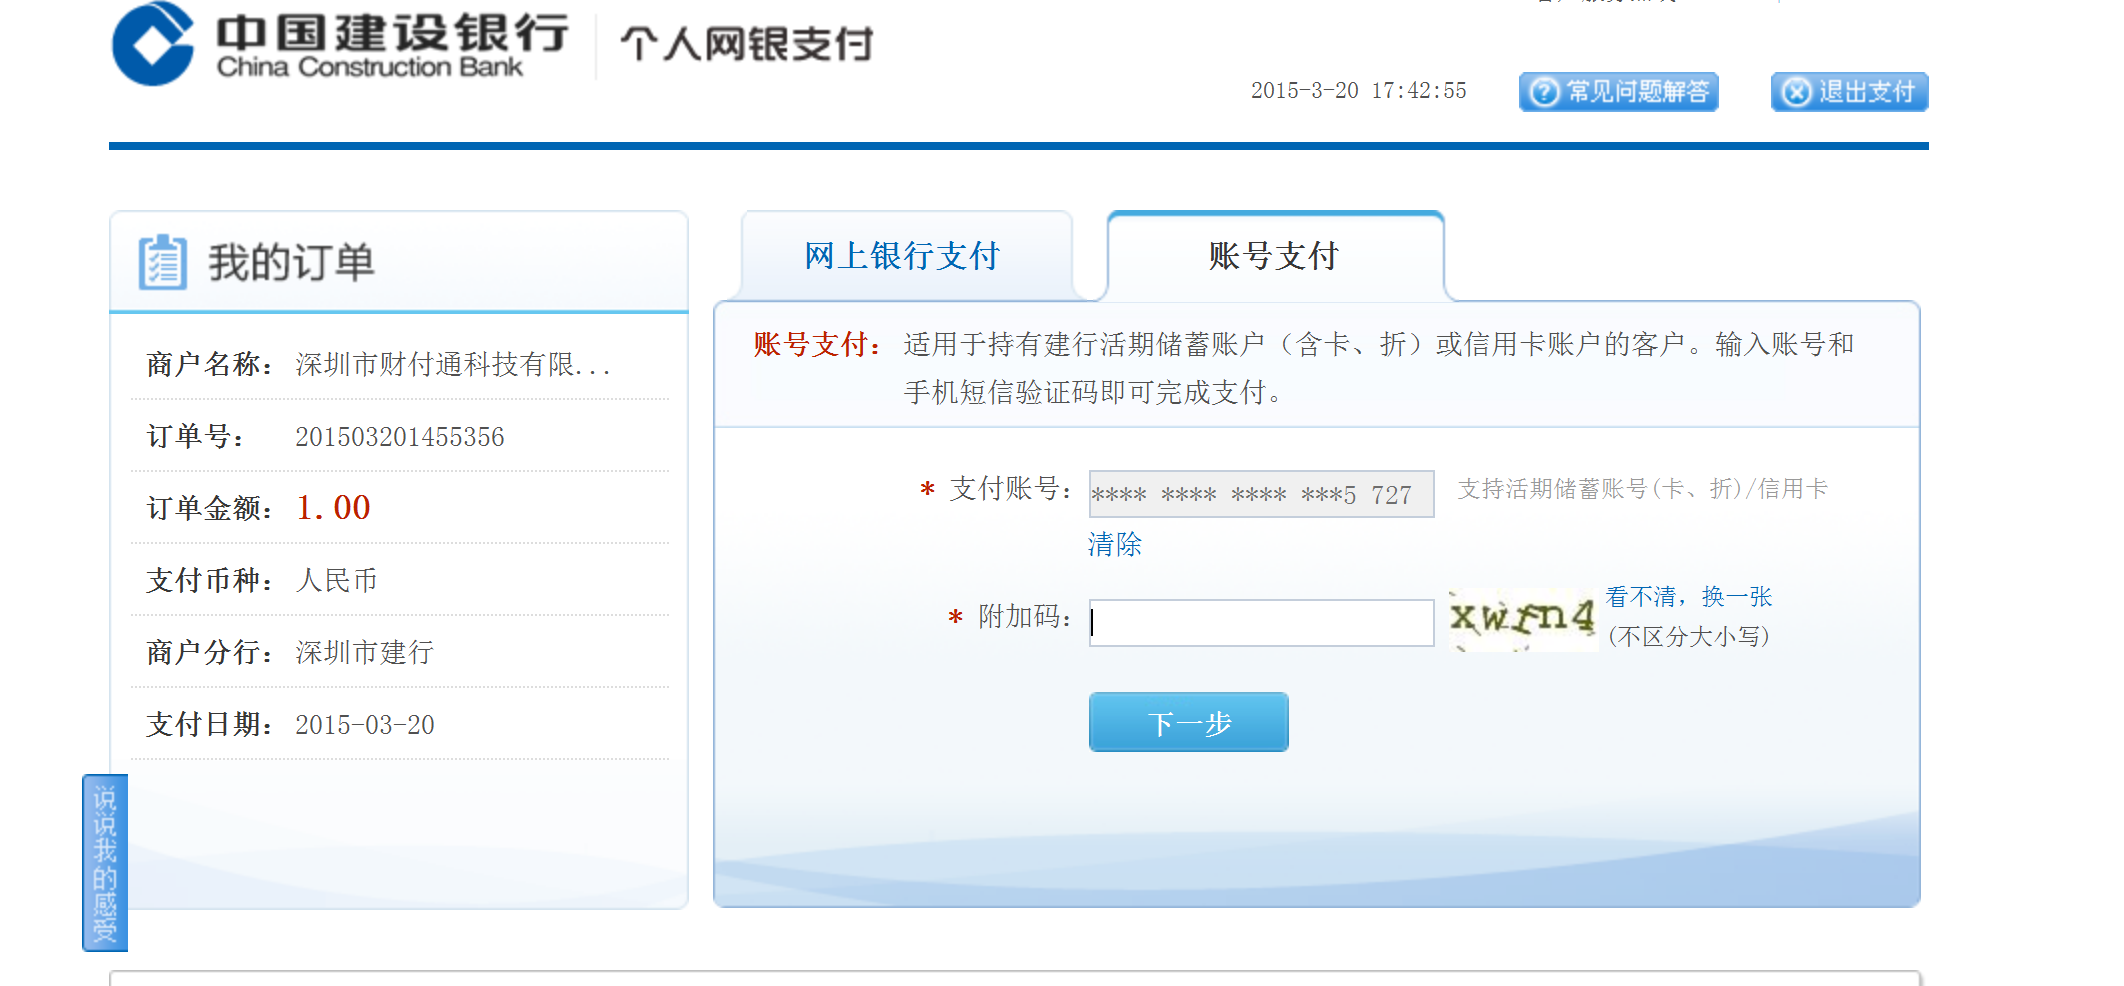 中国建设银行
China Construction Bank
个人网银支付
2015-3-20 17:42:55
常见问题解答
退出支付
我的订单
商户名称： 深圳市财付通科技有限...
订单号： 201503201455356
订单金额： 1.00
支付币种： 人民币
商户分行： 深圳市建行
支付日期： 2015-03-20
说说我的感受
网上银行支付
账号支付
账号支付： 适用于持有建行活期储蓄账户（含卡、折）或信用卡账户的客户。输入账号和
手机短信验证码即可完成支付。
* 支付账号： **** **** **** ***5 727 支持活期储蓄账号(卡、折)/信用卡
清除
* 附加码： xwfn4 看不清，换一张
(不区分大小写)
下一步